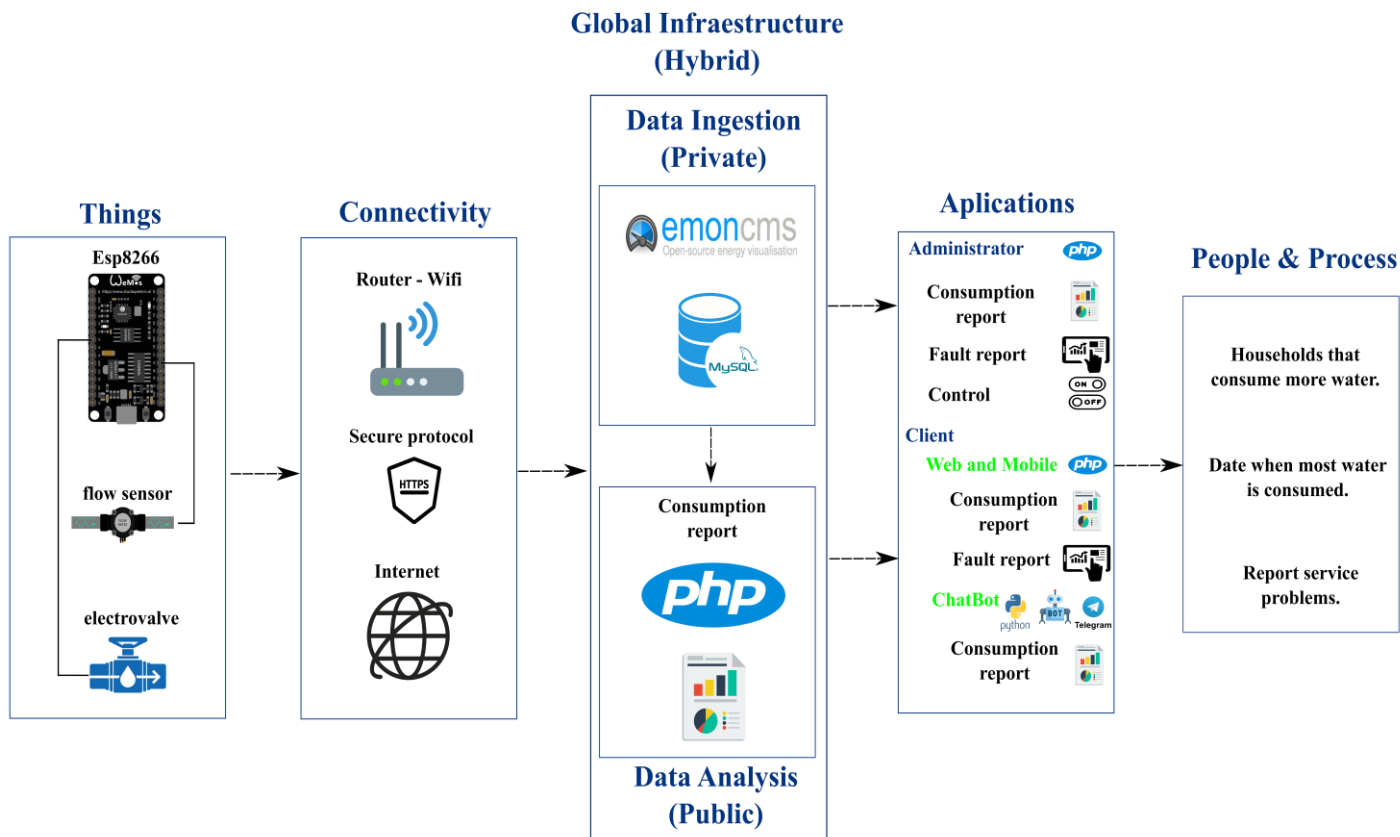 Global Infraestructure
(Hybrid)
Things
Esp8266
WeMos
flow sensor
electrovalve
Connectivity
Router - Wifi
Secure protocol
HTTPS
Internet
Data Ingestion
(Private)
emoncms
Open-source energy visualisation
MySQL
Consumption
report
php
Data Analysis
(Public)
Aplications
Administrator
php
Consumption
report
Fault report
Control
ON
OFF
Client
Web and Mobile
php
Consumption
report
Fault report
ChatBot
python
BOT
Telegram
Consumption
report
People & Process
Households that
consume more water.
Date when most water
is consumed.
Report service
problems.